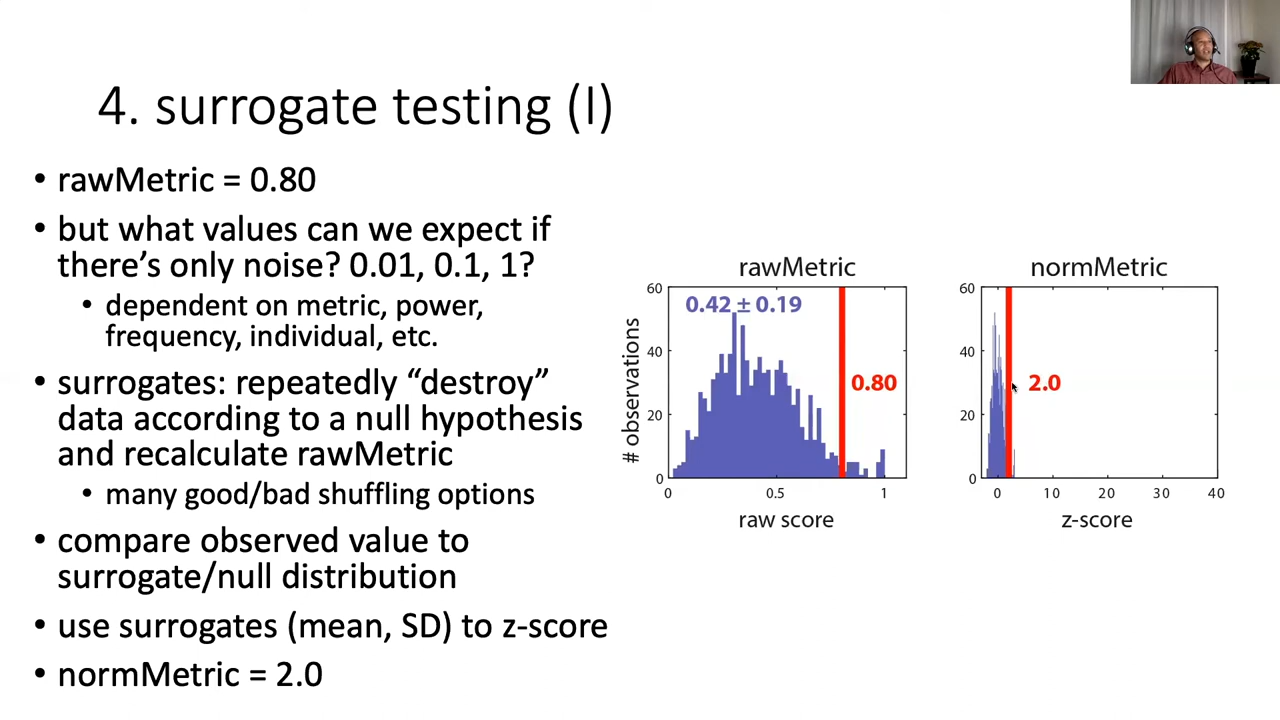 4. surrogate testing (I)
• rawMetric = 0.80
• but what values can we expect if
there's only noise? 0.01, 0.1, 1?
• dependent on metric, power,
frequency, individual, etc.
• surrogates: repeatedly “destroy”
data according to a null hypothesis
and recalculate rawMetric
• many good/bad shuffling options
• compare observed value to
surrogate/null distribution
• use surrogates (mean, SD) to z-score
• normMetric = 2.0
rawMetric
60
40
20
0
# observations
0.42 ± 0.19
0.80
0 0.5 1
raw score
normMetric
60
40
20
0
2.0
0 10 20 30 40
z-score